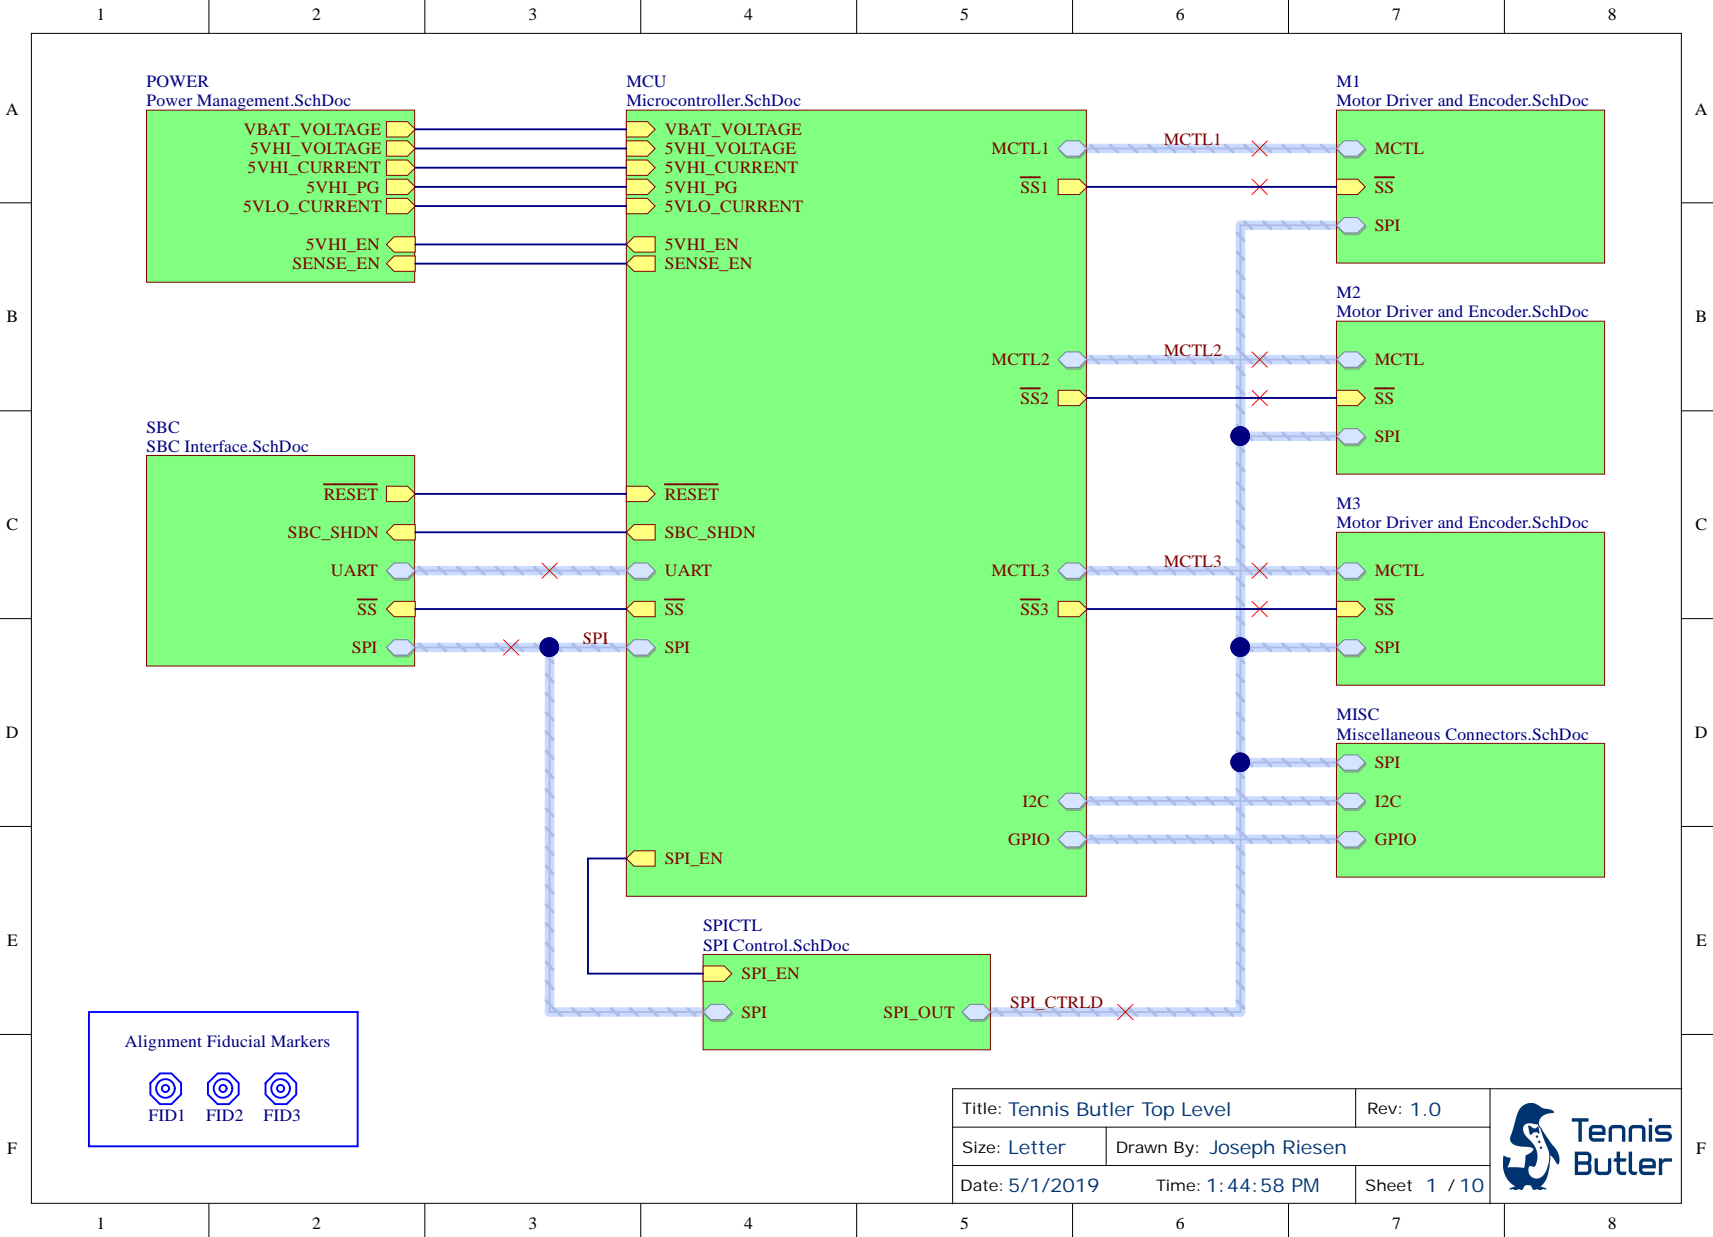 1 2 3 4 5 6 7 8
A A
B B
C C
D D
E E
F F
POWER
Power Management.SchDoc
VBAT_VOLTAGE
5VHI_VOLTAGE
5VHI_CURRENT
5VHI_PG
5VLO_CURRENT
5VHI_EN
SENSE_EN
SBC
SBC Interface.SchDoc
RESET
SBC_SHDN
UART
SS
SPI
SPI
MCU
Microcontroller.SchDoc
VBAT_VOLTAGE
5VHI_VOLTAGE
5VHI_CURRENT
5VHI_PG
5VLO_CURRENT
5VHI_EN
SENSE_EN
RESET
SBC_SHDN
UART
SS
SPI
SPI_EN
MCTL1
SS1
MCTL2
SS2
MCTL3
SS3
I2C
GPIO
MCTL1
MCTL2
MCTL3
M1
Motor Driver and Encoder.SchDoc
MCTL
SS
SPI
M2
Motor Driver and Encoder.SchDoc
MCTL
SS
SPI
M3
Motor Driver and Encoder.SchDoc
MCTL
SS
SPI
MISC
Miscellaneous Connectors.SchDoc
SPI
I2C
GPIO
SPICTL
SPI Control.SchDoc
SPI_EN
SPI SPI_OUT
SPI_CTRLD
Alignment Fiducial Markers
FID1 FID2 FID3
Title: Tennis Butler Top Level Rev: 1.0
Size: Letter Drawn By: Joseph Riesen
Date: 5/1/2019 Time: 1:44:58 PM Sheet 1 / 10
Tennis
Butler
1 2 3 4 5 6 7 8